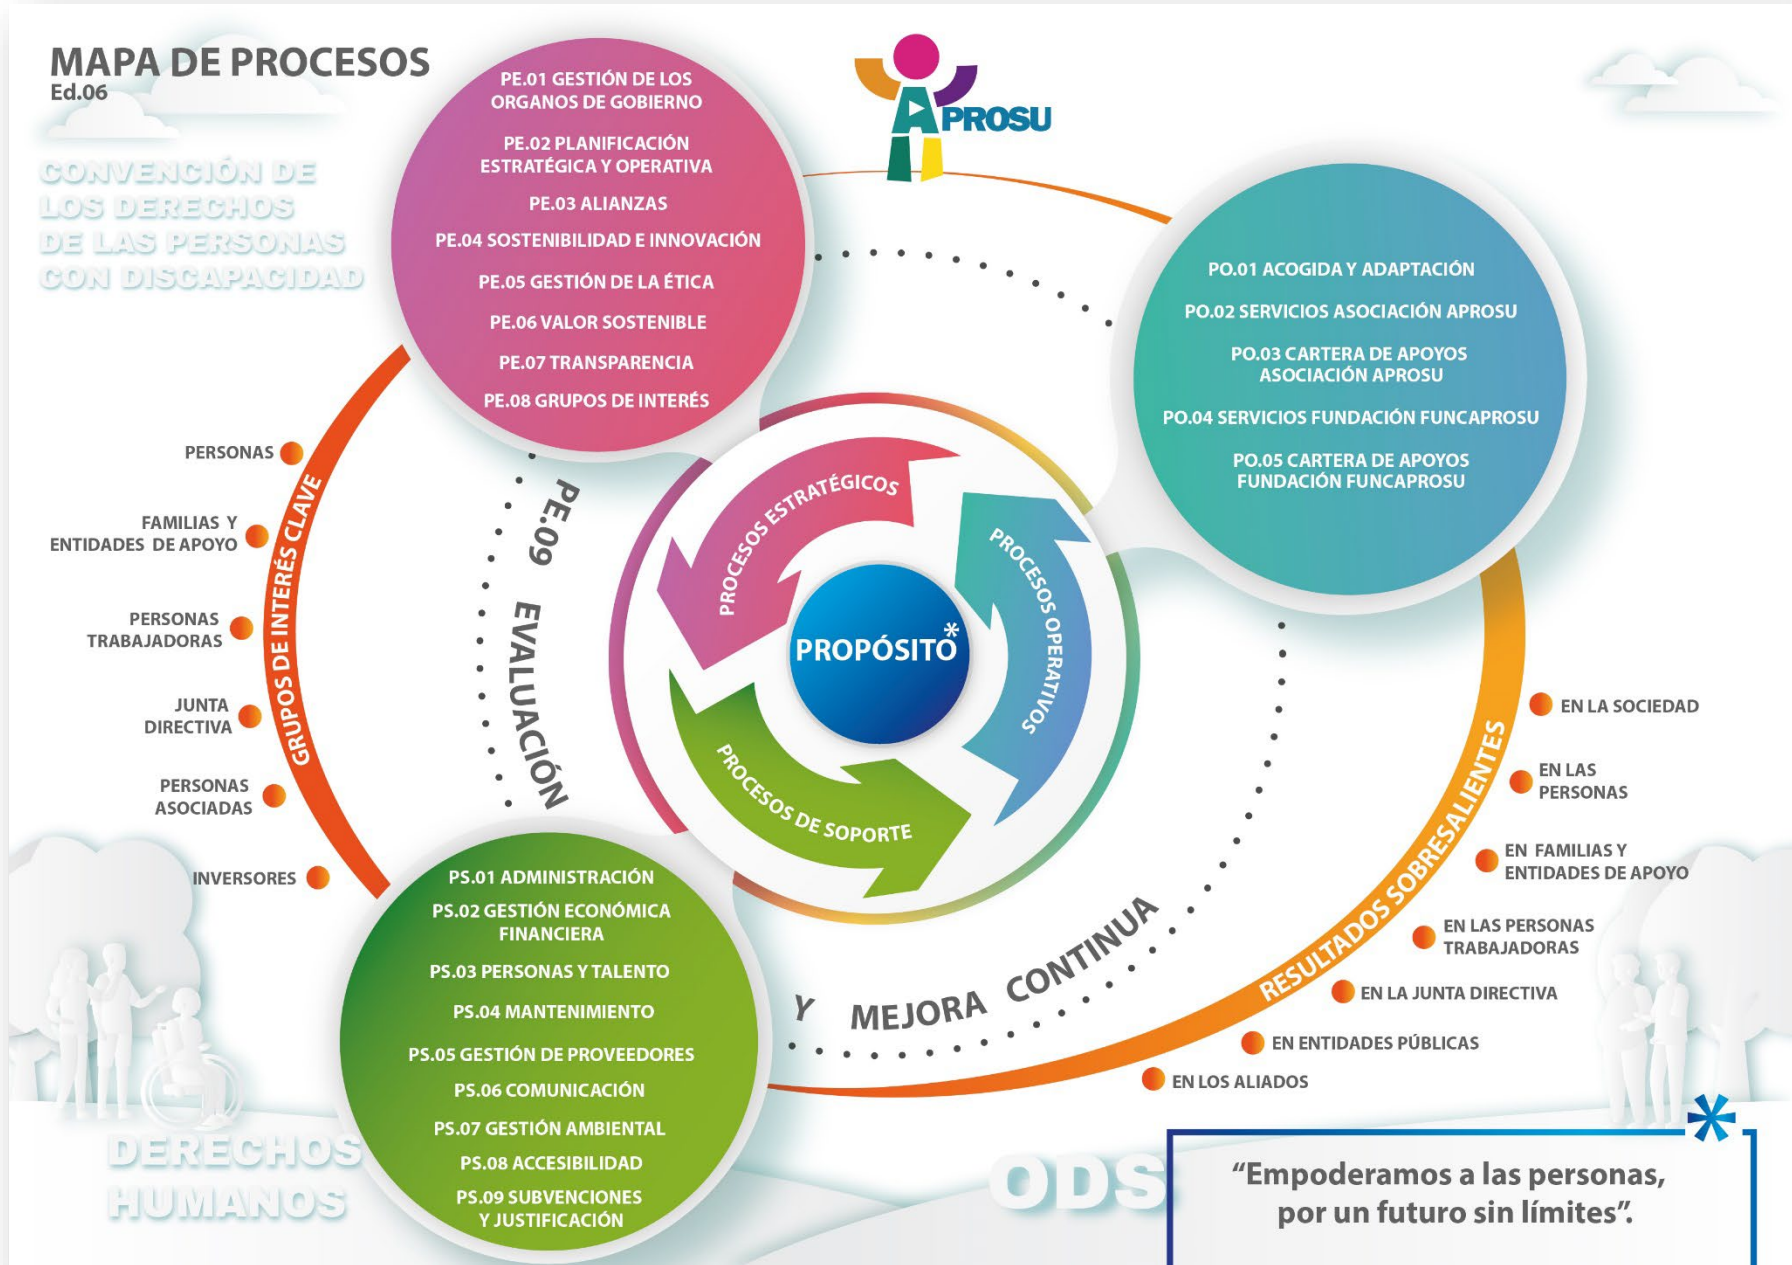 MAPA DE PROCESOS
Ed.06
CONVENCIÓN DE
LOS DERECHOS
DE LAS PERSONAS
CON DISCAPACIDAD
PE.01 GESTIÓN DE LOS
ORGANOS DE GOBIERNO
PE.02 PLANIFICACIÓN
ESTRATÉGICA Y OPERATIVA
PE.03 ALIANZAS
PE.04 SOSTENIBILIDAD E INNOVACIÓN
PE.05 GESTIÓN DE LA ÉTICA
PE.06 VALOR SOSTENIBLE
PE.07 TRANSPARENCIA
PE.08 GRUPOS DE INTERÉS
APROSU
PO.01 ACOGIDA Y ADAPTACIÓN
PO.02 SERVICIOS ASOCIACIÓN APROSU
PO.03 CARTERA DE APOYOS
ASOCIACIÓN APROSU
PO.04 SERVICIOS FUNDACIÓN FUNCAPROSU
PO.05 CARTERA DE APOYOS
FUNDACIÓN FUNCAPROSU
GRUPOS DE INTERÉS CLAVE
PERSONAS
FAMILIAS Y
ENTIDADES DE APOYO
PERSONAS
TRABAJADORAS
JUNTA
DIRECTIVA
PERSONAS
ASOCIADAS
INVERSORES
PE.09 EVALUACIÓN
Y MEJORA CONTINUA
PROCESOS ESTRATÉGICOS
PROCESOS OPERATIVOS
PROCESOS DE SOPORTE
PROPÓSITO*
PS.01 ADMINISTRACIÓN
PS.02 GESTIÓN ECONÓMICA
FINANCIERA
PS.03 PERSONAS Y TALENTO
PS.04 MANTENIMIENTO
PS.05 GESTIÓN DE PROVEEDORES
PS.06 COMUNICACIÓN
PS.07 GESTIÓN AMBIENTAL
PS.08 ACCESIBILIDAD
PS.09 SUBVENCIONES
Y JUSTIFICACIÓN
RESULTADOS SOBRESALIENTES
EN LA SOCIEDAD
EN LAS
PERSONAS
EN FAMILIAS Y
ENTIDADES DE APOYO
EN LAS PERSONAS
TRABAJADORAS
EN LA JUNTA DIRECTIVA
EN ENTIDADES PÚBLICAS
EN LOS ALIADOS
DERECHOS
HUMANOS
ODS
*
“Empoderamos a las personas,
por un futuro sin límites”.